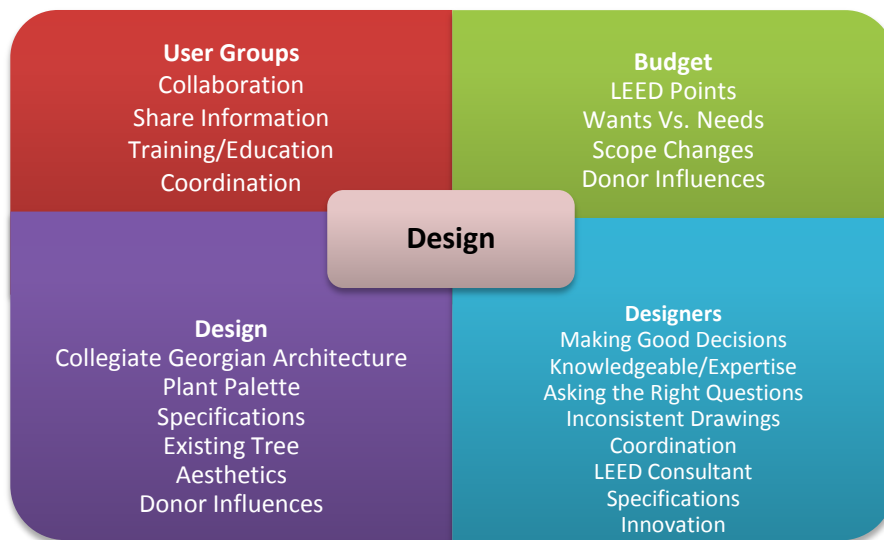 User Groups
Collaboration
Share Information
Training/Education
Coordination
Budget
LEED Points
Wants Vs. Needs
Scope Changes
Donor Influences
Design
Design
Collegiate Georgian Architecture
Plant Palette
Specifications
Existing Tree
Aesthetics
Donor Influences
Designers
Making Good Decisions
Knowledgeable/Expertise
Asking the Right Questions
Inconsistent Drawings
Coordination
LEED Consultant
Specifications
Innovation